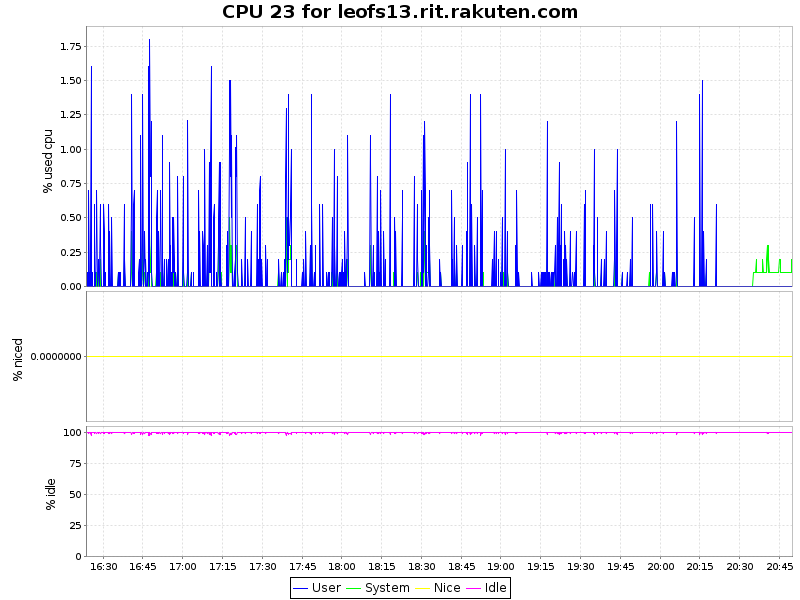 CPU 23 for leofs13.rit.rakuten.com
% used cpu
1.75
1.50
1.25
1.00
0.75
0.50
0.25
0.00
% niced
0.0000000
% idle
100
75
50
25
0
16:30 16:45 17:00 17:15 17:30 17:45 18:00 18:15 18:30 18:45 19:00 19:15 19:30 19:45 20:00 20:15 20:30 20:45
User System Nice Idle